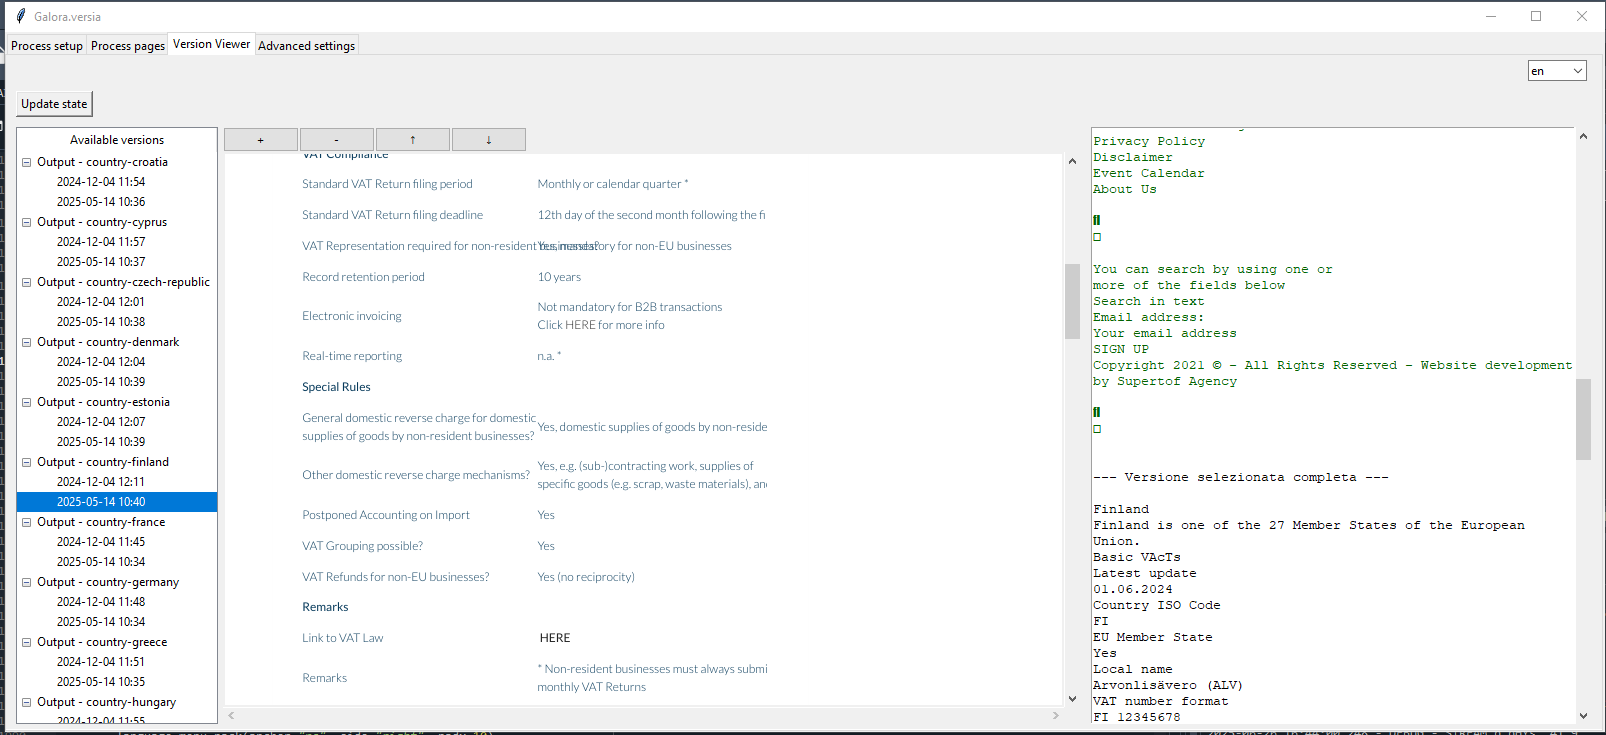 Galora.versia
Process setup
Process pages
Version Viewer
Advanced settings
en
Update state
Available versions
Output - country-croatia
2024-12-04 11:54
2025-05-14 10:36
Output - country-cyprus
2024-12-04 11:57
2025-05-14 10:37
Output - country-czech-republic
2024-12-04 12:01
2025-05-14 10:38
Output - country-denmark
2024-12-04 12:04
2025-05-14 10:39
Output - country-estonia
2024-12-04 12:07
2025-05-14 10:39
Output - country-finland
2024-12-04 12:11
2025-05-14 10:40
Output - country-france
2024-12-04 11:45
2025-05-14 10:34
Output - country-germany
2024-12-04 11:48
2025-05-14 10:34
Output - country-greece
2024-12-04 11:51
2025-05-14 10:35
Output - country-hungary
2024-12-04 11:55
+ - ↑ ↓
VAT Compliance
Standard VAT Return filing period
Monthly or calendar quarter *
Standard VAT Return filing deadline
12th day of the second month following the fi
VAT Representation required for non-resident businesses?
Yes, mandatory for non-EU businesses
Record retention period
10 years
Electronic invoicing
Not mandatory for B2B transactions
Click HERE for more info
Real-time reporting
n.a. *
Special Rules
General domestic reverse charge for domestic
supplies of goods by non-resident businesses?
Yes, domestic supplies of goods by non-reside
Other domestic reverse charge mechanisms?
Yes, e.g. (sub-)contracting work, supplies of
specific goods (e.g. scrap, waste materials), an
Postponed Accounting on Import
Yes
VAT Grouping possible?
Yes
VAT Refunds for non-EU businesses?
Yes (no reciprocity)
Remarks
Link to VAT Law
HERE
Remarks
* Non-resident businesses must always submi
monthly VAT Returns
Privacy Policy
Disclaimer
Event Calendar
About Us
You can search by using one or
more of the fields below
Search in text
Email address:
Your email address
SIGN UP
Copyright 2021 © - All Rights Reserved - Website development
by Supertof Agency
--- Versione selezionata completa ---
Finland
Finland is one of the 27 Member States of the European
Union.
Basic VAcTs
Latest update
01.06.2024
Country ISO Code
FI
EU Member State
Yes
Local name
Arvonlisävero (ALV)
VAT number format
FI 12345678